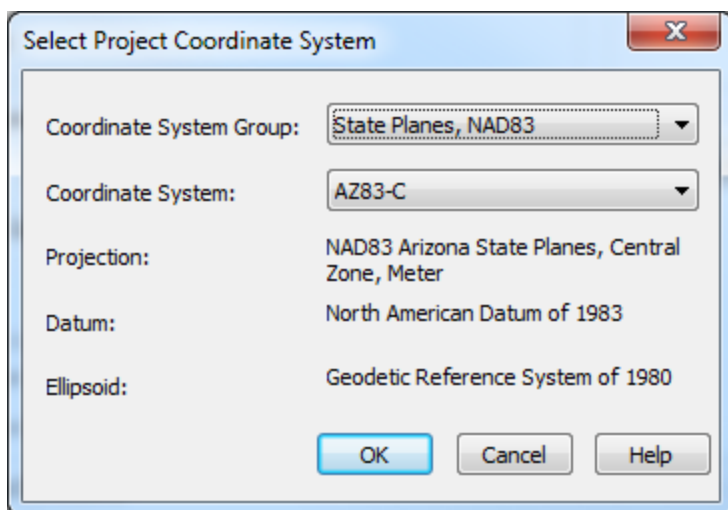 Select Project Coordinate System
Coordinate System Group: State Planes, NAD83
Coordinate System: AZ83-C
Projection: NAD83 Arizona State Planes, Central
Zone, Meter
Datum: North American Datum of 1983
Ellipsoid: Geodetic Reference System of 1980
OK Cancel Help